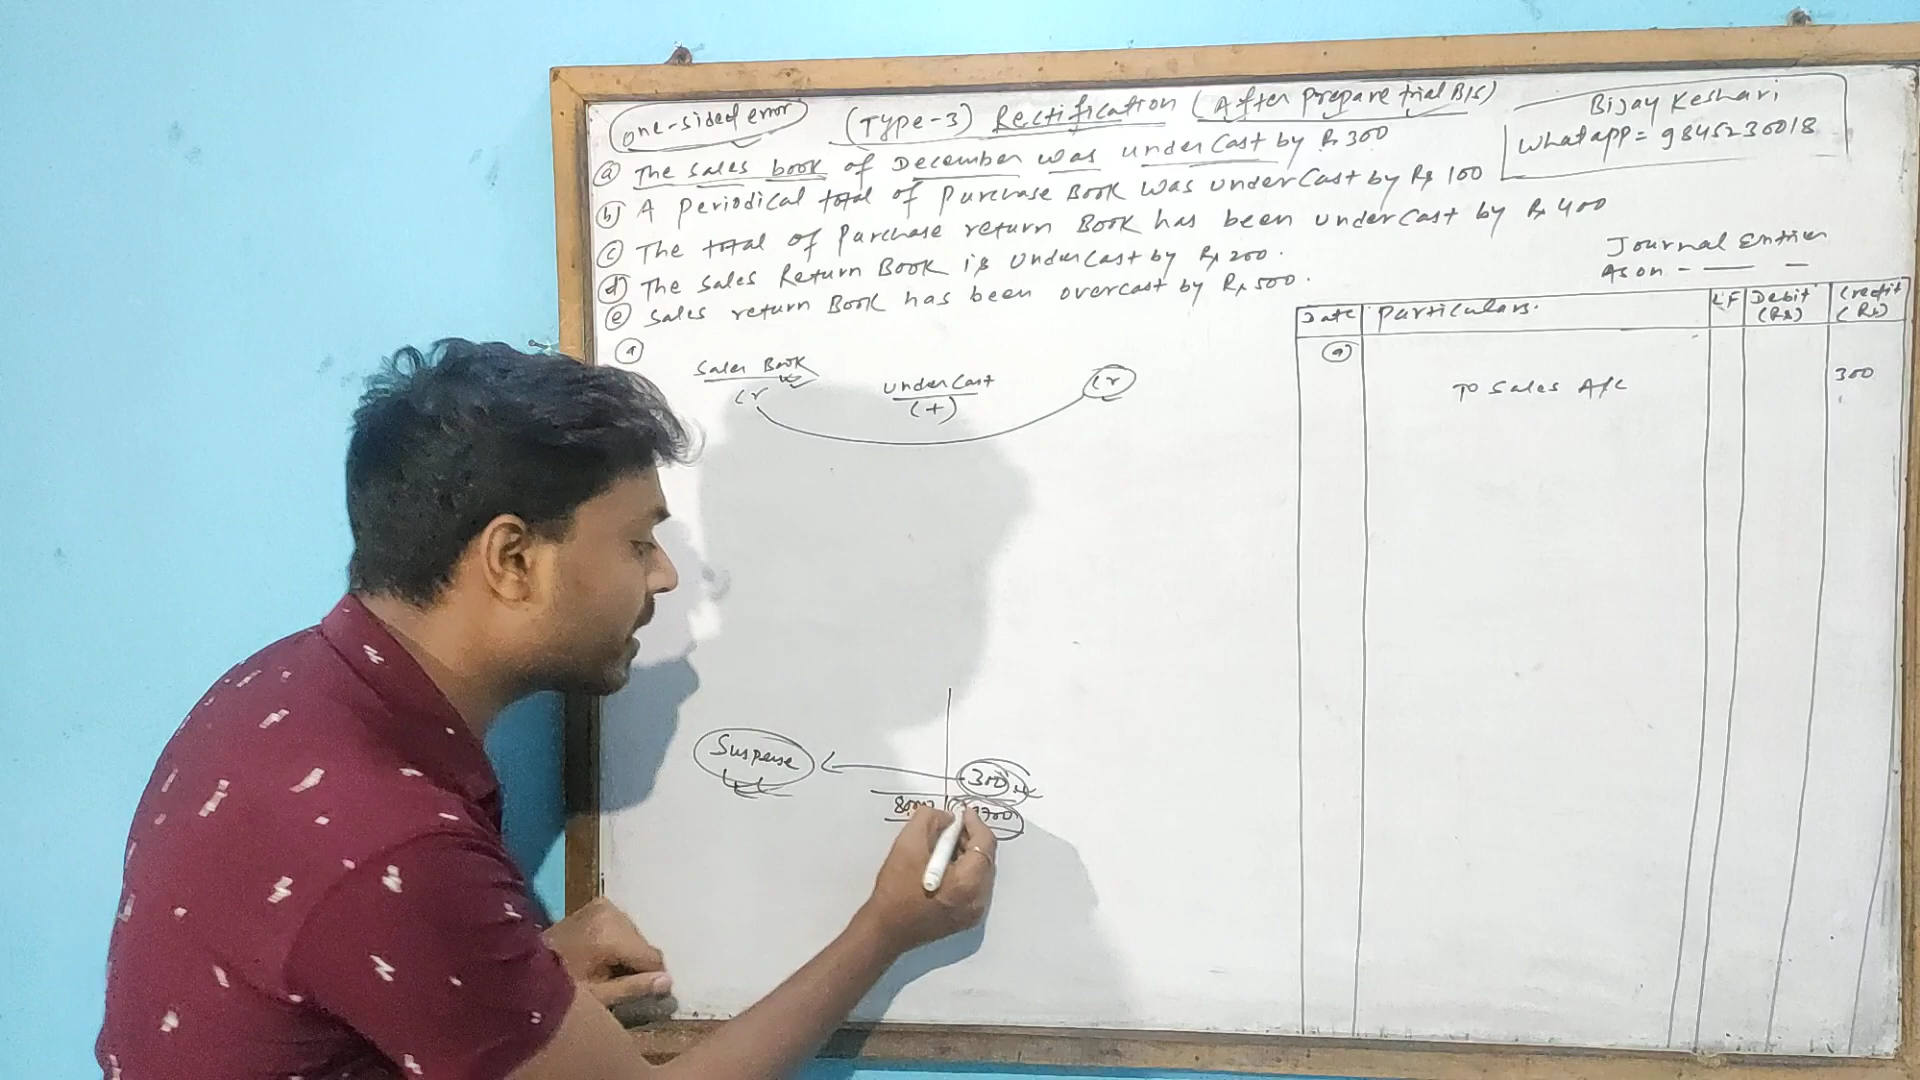 one-sided error (Type-3) Rectification (After prepare trial B/S)
Bijay Keshari
Whatapp = 9845230018
(a) The sales book of December was undercast by Rs 300
(b) A periodical total of purchase Book was undercast by Rs 100
(c) The total of Purchase return Book has been undercast by Rs 400
(d) The sales Return Book is undercast by Rs 200.
(e) Sales return Book has been overcast by Rs 500.
Journal Entries
As on - — -
Date Particulars. LF Debit (Rs) Credit (Rs)
(a)
To Sales A/c 300
(a)
Sales Book undercast Cr
Cr (+)
Suspense 300